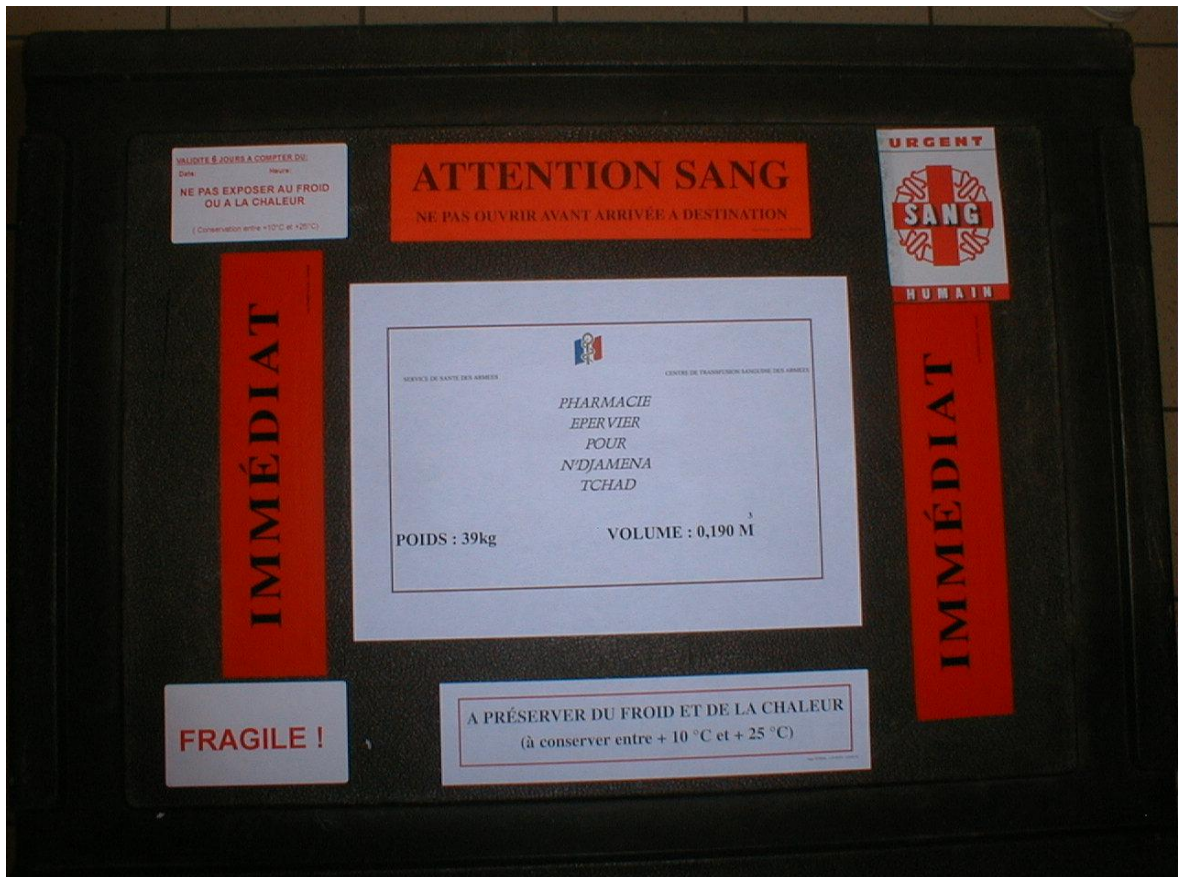 VALIDITE 6 JOURS A COMPTER DU:
Date: Heure:
NE PAS EXPOSER AU FROID
OU A LA CHALEUR
( Conservation entre +10°C et +25°C)
ATTENTION SANG
NE PAS OUVRIR AVANT ARRIVÉE A DESTINATION
URGENT
SANG
HUMAIN
IMMÉDIAT
SERVICE DE SANTE DES ARMEES
CENTRE DE TRANSFUSION SANGUINE DES ARMEES
PHARMACIE
EPERVIER
POUR
N'DJAMENA
TCHAD
POIDS : 39kg
VOLUME : 0,190 M³
IMMÉDIAT
FRAGILE !
A PRÉSERVER DU FROID ET DE LA CHALEUR
(à conserver entre + 10 °C et + 25 °C)